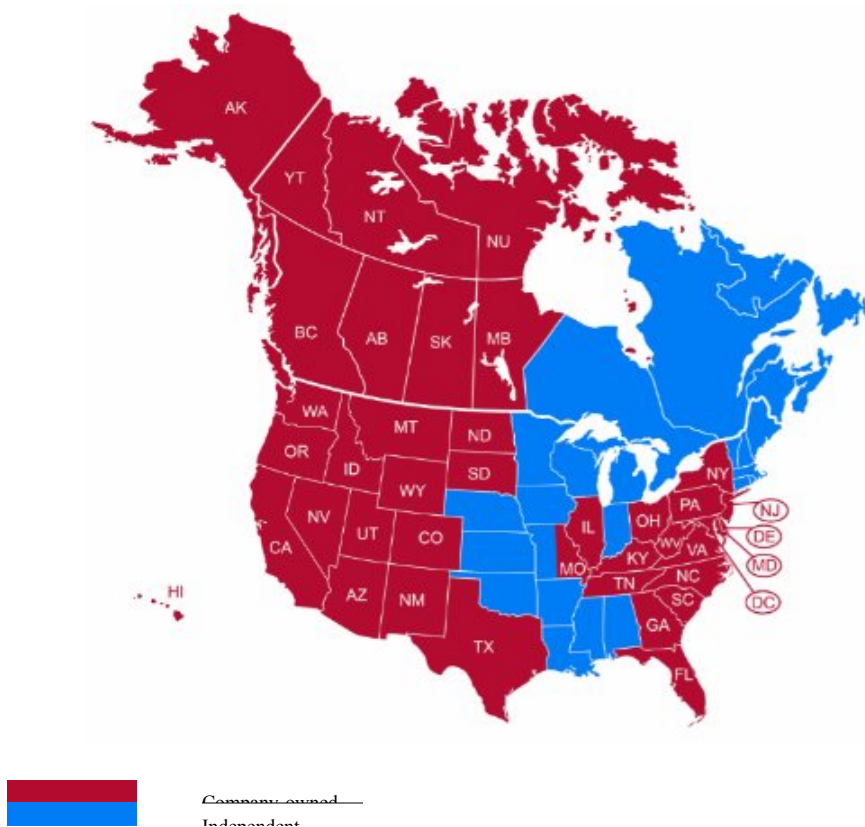 AK
YT
NT
NU
BC
AB
SK
MB
WA
MT
ND
OR
ID
SD
WY
NY
NV
PA
NJ
IL
OH
UT
CO
DE
CA
WV
VA
MD
KY
MO
NC
TN
HI
AZ
NM
SC
DC
GA
TX
FL
Company-owned
Independent